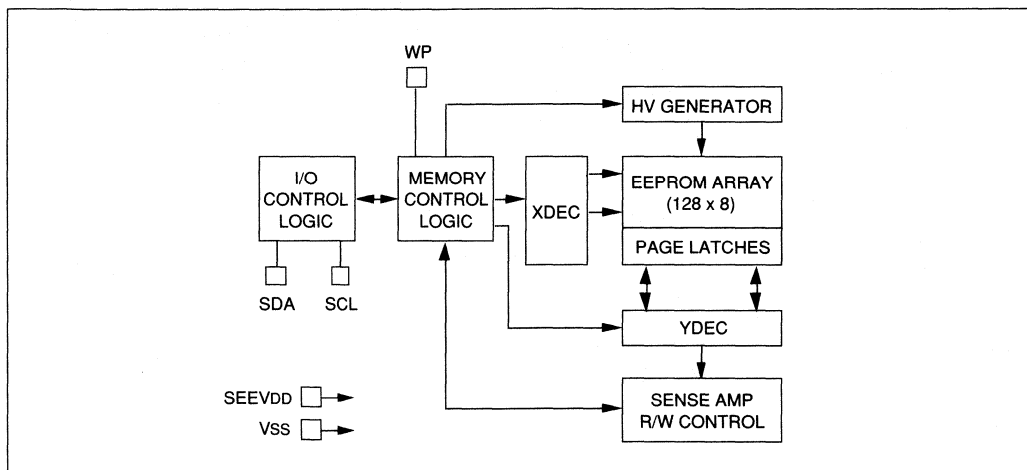 WP
HV GENERATOR
I/O
CONTROL
LOGIC
MEMORY
CONTROL
LOGIC
XDEC
EEPROM ARRAY
(128 x 8)
PAGE LATCHES
SDA
SCL
YDEC
SENSE AMP
R/W CONTROL
SEEVDD
VSS